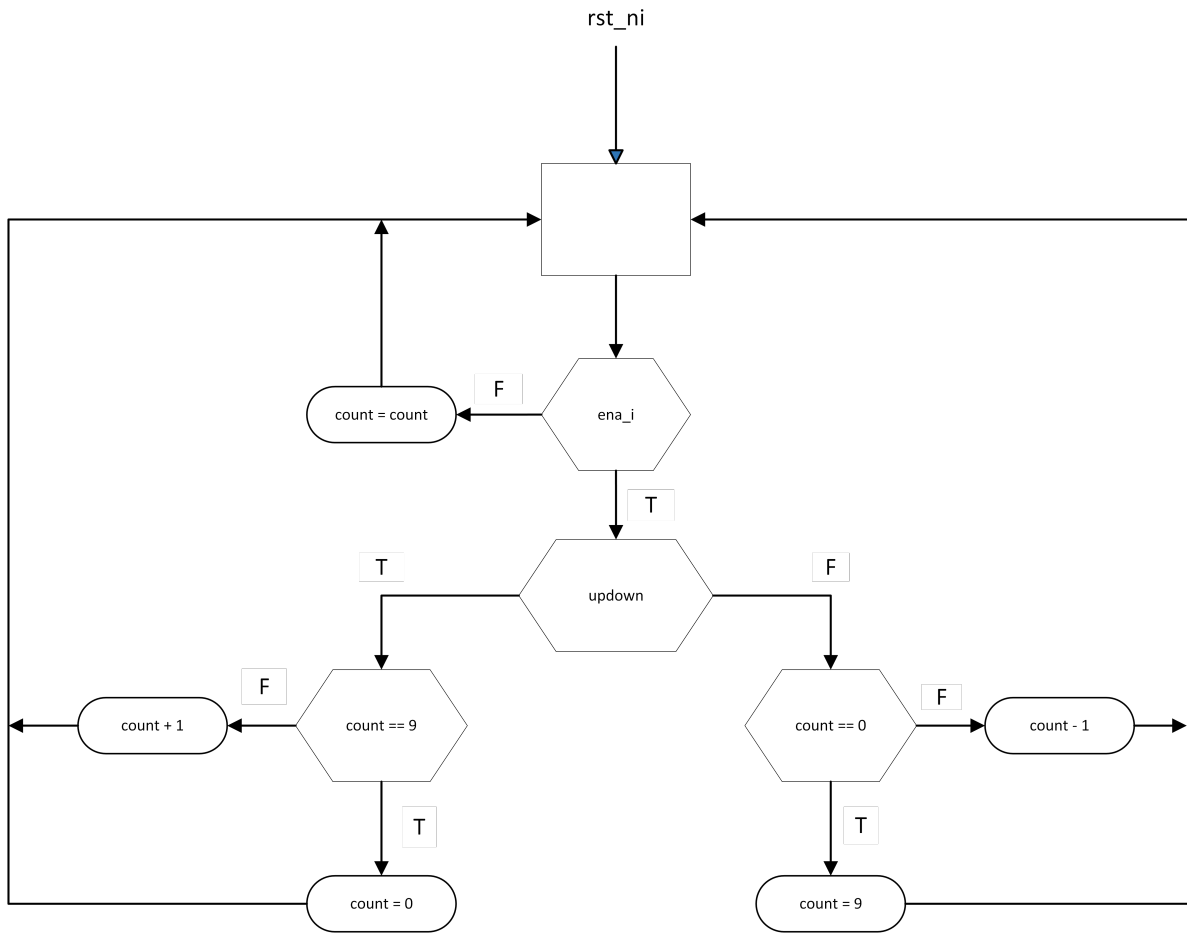 rst_ni
F
count = count
ena_i
T
T
F
updown
F
F
count + 1
count == 9
count == 0
count - 1
T
T
count = 0
count = 9